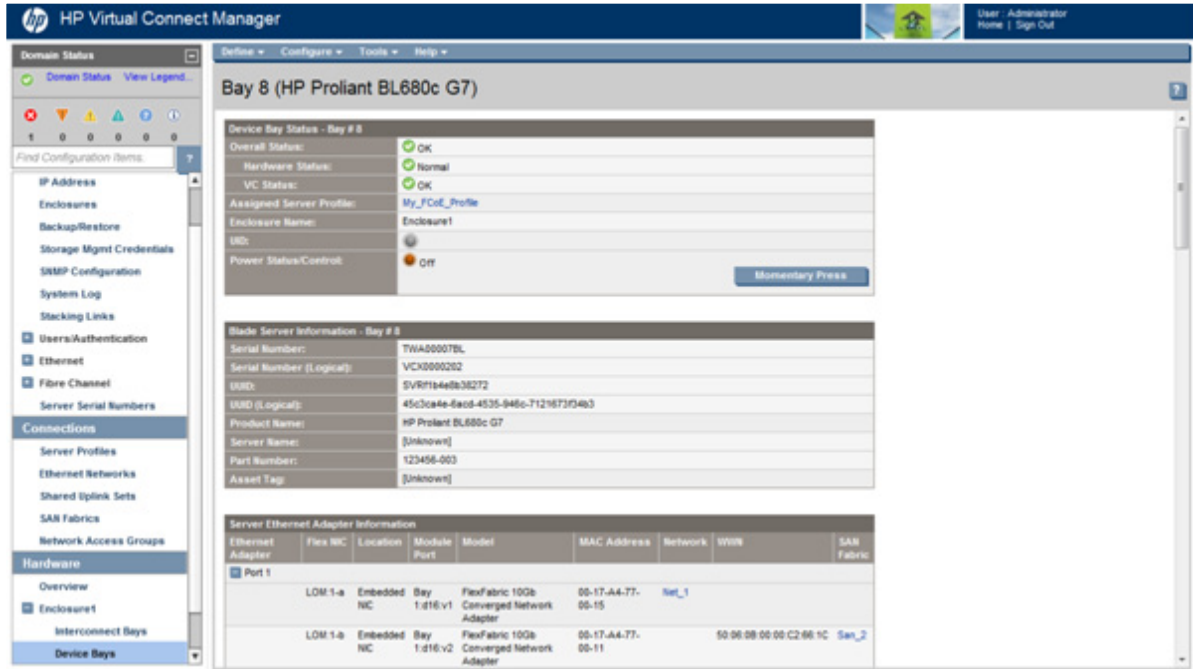 hp HP Virtual Connect Manager
User : Administrator
Home | Sign Out
Domain Status
Domain Status View Legend...
1 0 0 0 0 0
Find Configuration Items:
?
IP Address
Enclosures
Backup/Restore
Storage Mgmt Credentials
SNMP Configuration
System Log
Stacking Links
Users/Authentication
Ethernet
Fibre Channel
Server Serial Numbers
Connections
Server Profiles
Ethernet Networks
Shared Uplink Sets
SAN Fabrics
Network Access Groups
Hardware
Overview
Enclosure1
Interconnect Bays
Device Bays
Define Configure Tools Help
Bay 8 (HP Proliant BL680c G7)
?
Device Bay Status - Bay # 8
Overall Status: OK
Hardware Status: Normal
VC Status: OK
Assigned Server Profile: My_FCoE_Profile
Enclosure Name: Enclosure1
UID:
Power Status/Control: Off
Momentary Press
Blade Server Information - Bay # 8
Serial Number: TWA00007BL
Serial Number (Logical): VCX0000202
UUID: SVRf1b4e8b38272
UUID (Logical): 45c3ca4e-6acd-4535-946c-7121673f34b3
Product Name: HP Proliant BL680c G7
Server Name: [Unknown]
Part Number: 123456-003
Asset Tag: [Unknown]
Server Ethernet Adapter Information
Ethernet Adapter Flex NIC Location Module Port Model MAC Address Network WWN SAN Fabric
Port 1
LOM:1-a Embedded Bay FlexFabric 10Gb 00-17-A4-77- Net_1
NIC 1:d16:v1 Converged Network 00-15
Adapter
LOM:1-b Embedded Bay FlexFabric 10Gb 00-17-A4-77- 50:06:0B:00:00:C2:66:1C San_2
NIC 1:d16:v2 Converged Network 00-11
Adapter